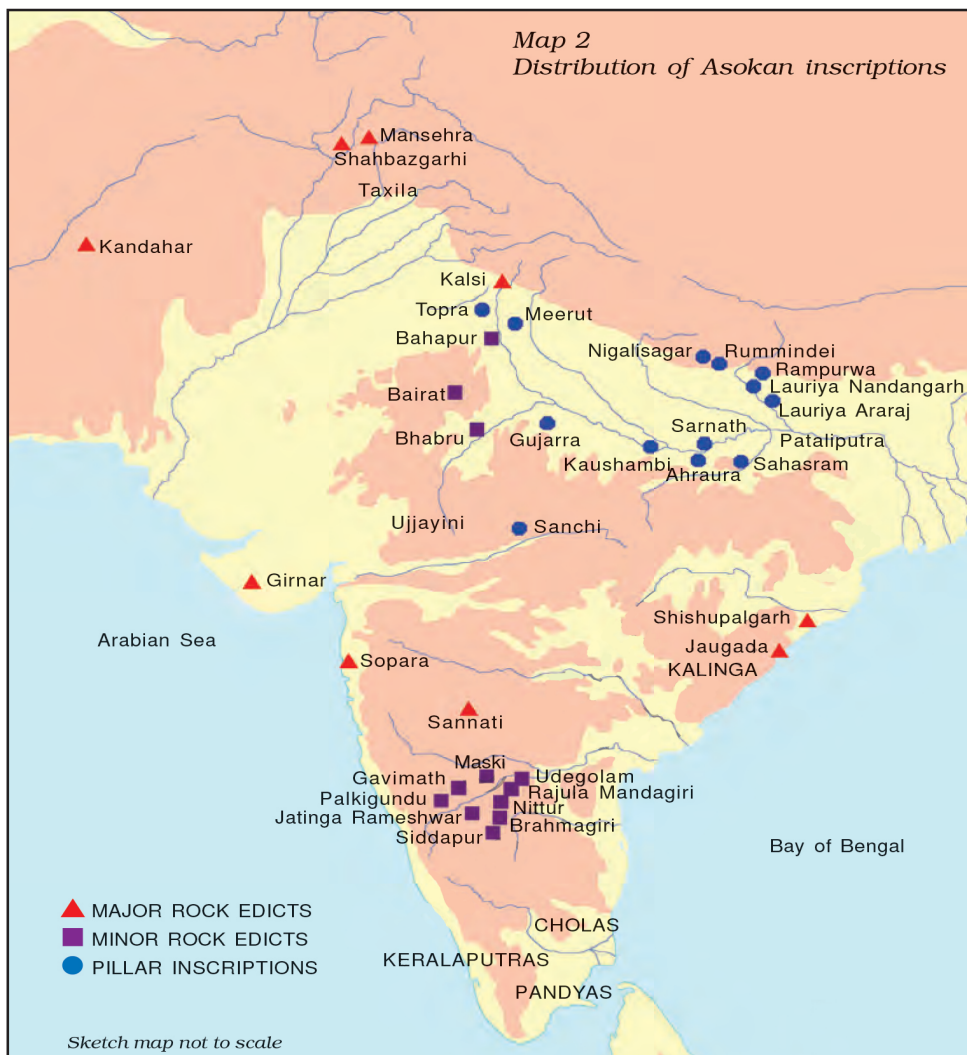 Map 2
Distribution of Asokan inscriptions
Mansehra
Shahbazgarhi
Taxila
Kandahar
Kalsi
Topra
Meerut
Bahapur
Nigalisagar
Rummindei
Rampurwa
Bairat
Lauriya Nandangarh
Lauriya Araraj
Bhabru
Gujarra
Sarnath
Pataliputra
Kaushambi
Ahraura
Sahasram
Ujjayini
Sanchi
Girnar
Shishupalgarh
Arabian Sea
Jaugada
Sopara
KALINGA
Sannati
Maski
Gavimath
Udegolam
Palkigundu
Rajula Mandagiri
Nittur
Jatinga Rameshwar
Brahmagiri
Siddapur
Bay of Bengal
MAJOR ROCK EDICTS
MINOR ROCK EDICTS
PILLAR INSCRIPTIONS
CHOLAS
KERALAPUTRAS
PANDYAS
Sketch map not to scale